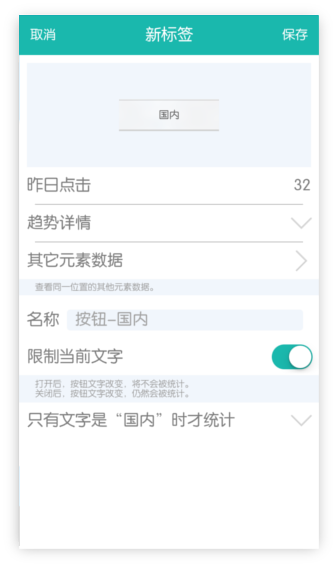 取消 新标签 保存
国内
昨日点击 32
趋势详情
其它元素数据
查看同一位置的其他元素数据。
名称 按钮-国内
限制当前文字
打开后，按钮文字改变，将不会被统计。
关闭后，按钮文字改变，仍然会被统计。
只有文字是“国内”时才统计